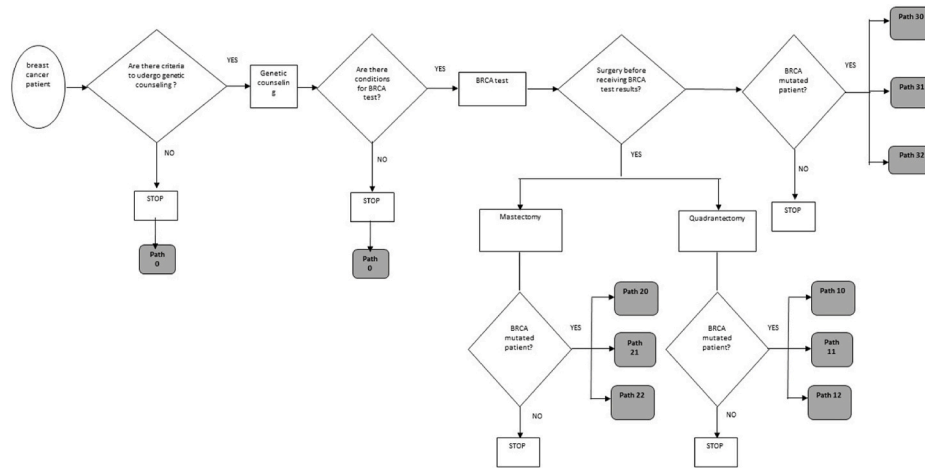 breast
cancer
patient
Are there criteria
to udergo genetic
counseling ?
YES
NO
STOP
Path
0
Genetic
counselin
g
Are there
conditions
for BRCA
test?
YES
NO
STOP
Path
0
BRCA test
Surgery before
receiving BRCA
test results?
YES
Mastectomy
BRCA
mutated
patient?
YES
Path 20
Path
21
Path 22
NO
STOP
Quadrantectomy
BRCA
mutated
patient?
YES
Path 10
Path
11
Path 12
NO
STOP
BRCA
mutated
patient?
YES
Path 30
Path 31
Path 32
NO
STOP